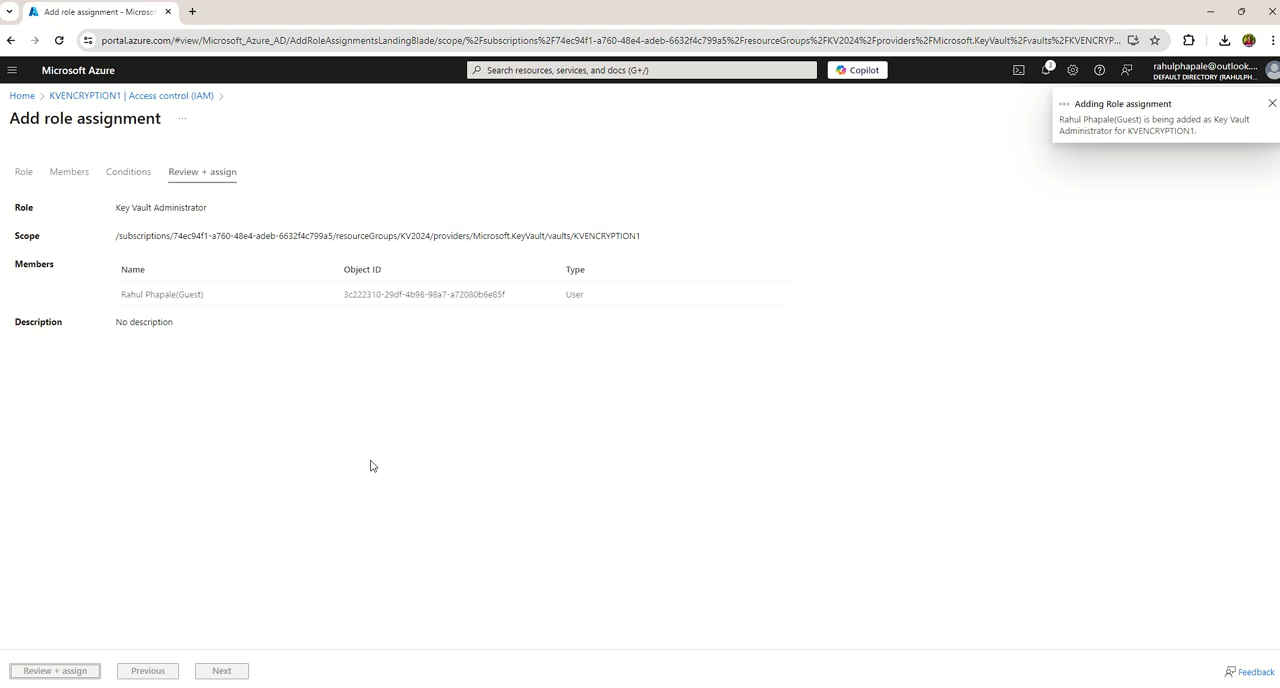 Add role assignment - Microso
portal.azure.com/#view/Microsoft_Azure_AD/AddRoleAssignmentsLandingBlade/scope/%2Fsubscriptions%2F74ec94f1-a760-48e4-adeb-6632f4c799a5%2FresourceGroups%2FKV2024%2Fproviders%2FMicrosoft.KeyVault%2Fvaults%2FKVENCRYP...
Microsoft Azure
Search resources, services, and docs (G+/)
Copilot
3
rahulphapale@outlook....
DEFAULT DIRECTORY (RAHULPH...
Home > KVENCRYPTION1 | Access control (IAM) >
Add role assignment ...
Adding Role assignment
Rahul Phapale(Guest) is being added as Key Vault
Administrator for KVENCRYPTION1.
Role Members Conditions Review + assign
Role Key Vault Administrator
Scope /subscriptions/74ec94f1-a760-48e4-adeb-6632f4c799a5/resourceGroups/KV2024/providers/Microsoft.KeyVault/vaults/KVENCRYPTION1
Members
Name Object ID Type
Rahul Phapale(Guest) 3c222310-29df-4b98-98a7-a72080b6e85f User
Description No description
Review + assign Previous Next
Feedback